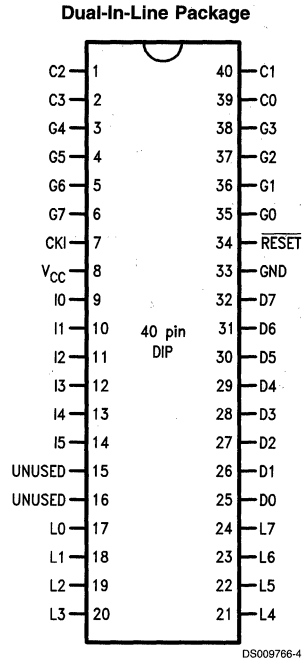 Dual-In-Line Package
C2 1 40 C1
C3 2 39 C0
G4 3 38 G3
G5 4 37 G2
G6 5 36 G1
G7 6 35 G0
CKI 7 34 RESET
VCC 8 33 GND
I0 9 32 D7
I1 10 31 D6
I2 11 30 D5
I3 12 29 D4
I4 13 28 D3
I5 14 27 D2
UNUSED 15 26 D1
UNUSED 16 25 D0
L0 17 24 L7
L1 18 23 L6
L2 19 22 L5
L3 20 21 L4
40 pin
DIP
DS009766-4